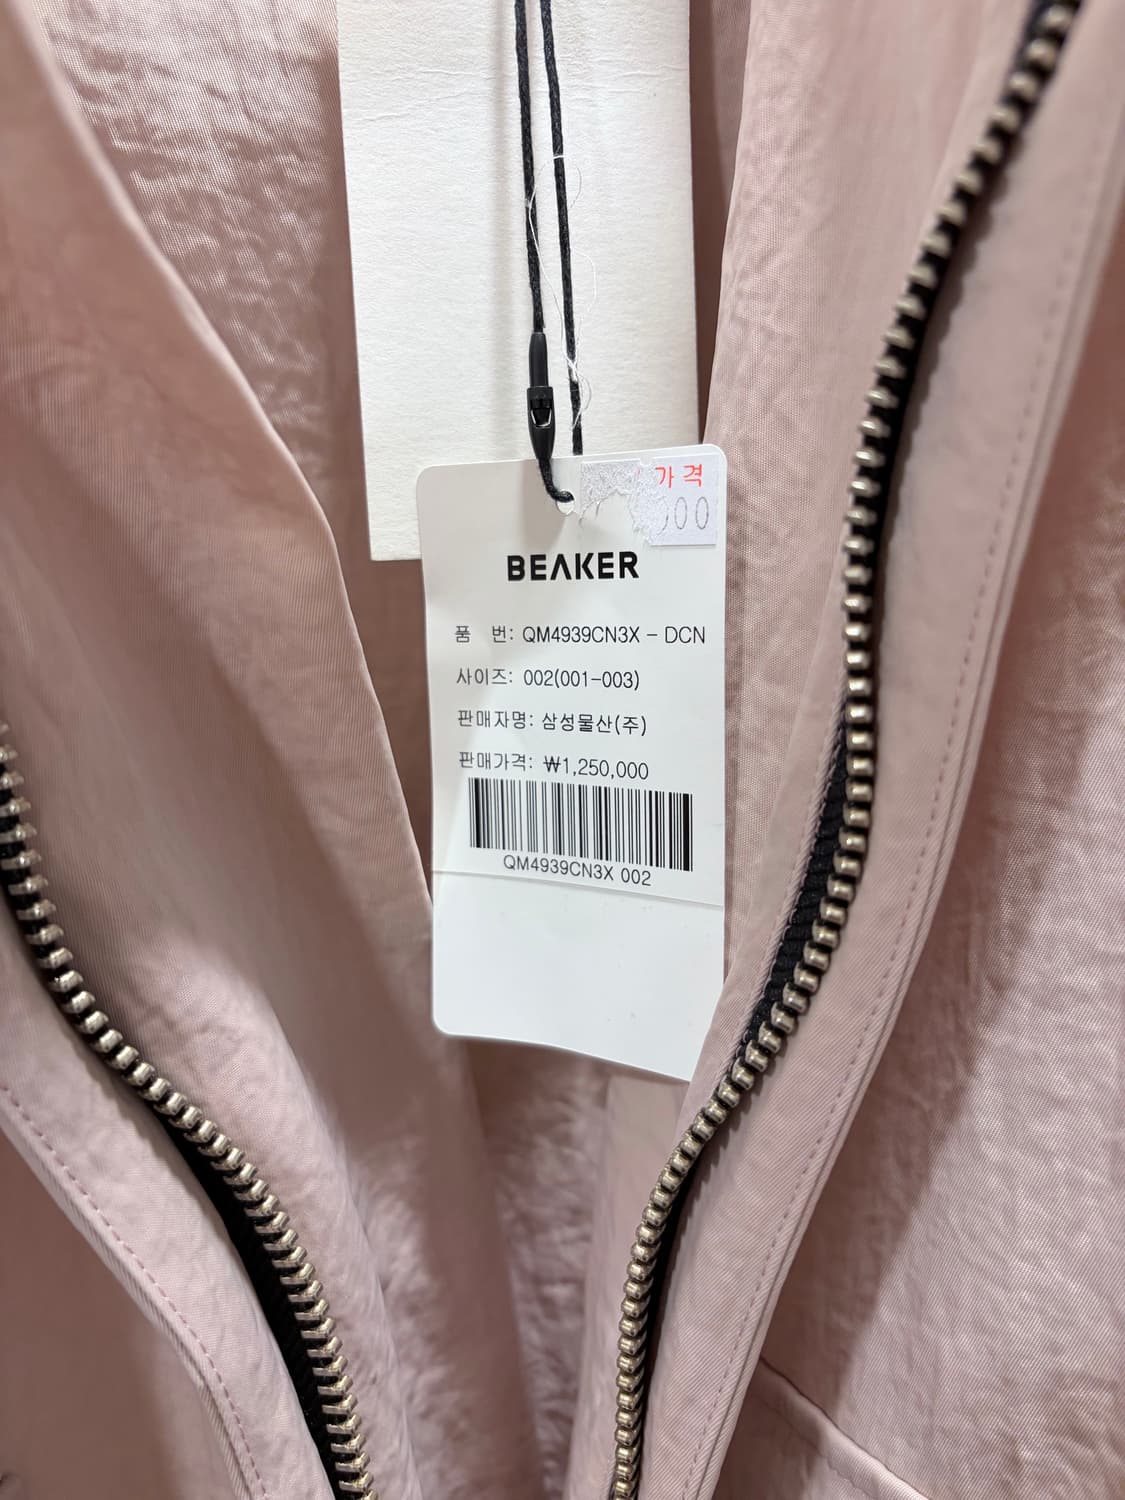 가 격
000
BEAKER
품 번: QM4939CN3X - DCN
사이즈: 002(001-003)
판매자명: 삼성물산(주)
판매가격: ₩1,250,000
QM4939CN3X 002